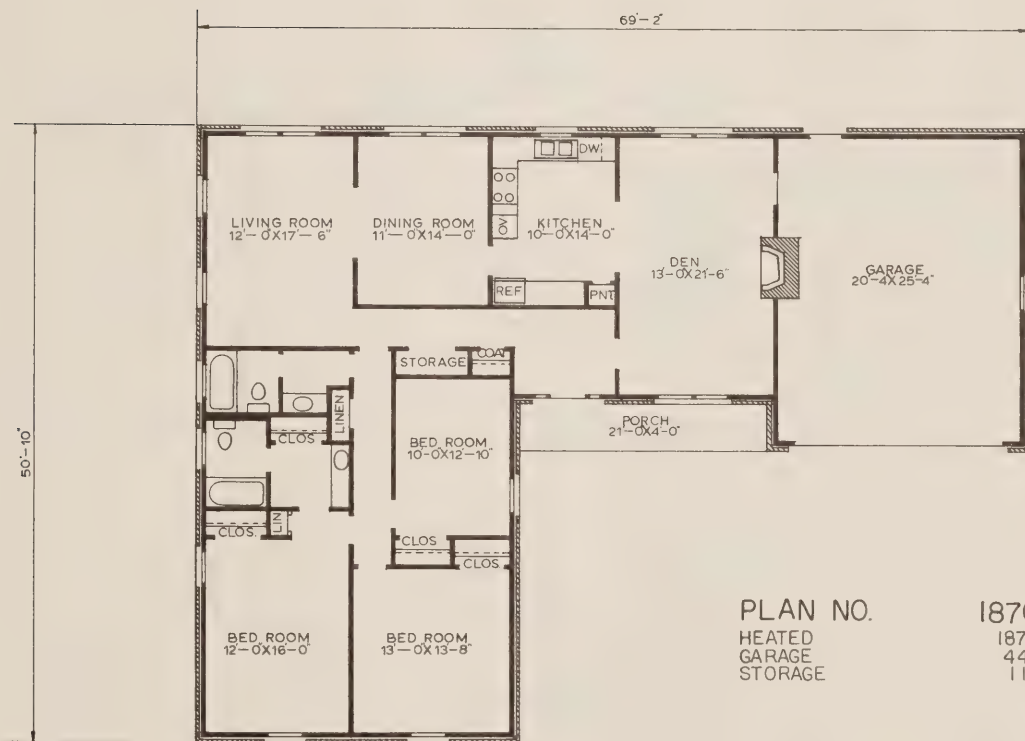 69'-2"
50'-10"
LIVING ROOM
12'-0"X17'-6"
DINING ROOM
11'-0"X14'-0"
DW
OV
KITCHEN
10'-0"X14'-0"
REF
PNT
DEN
13'-0"X21'-6"
GARAGE
20'-4"X25'-4"
STORAGE
COAT
LINEN
CLOS.
BED ROOM
10'-0"X12'-10"
PORCH
21'-0"X4'-0"
CLOS.
LIN
CLOS.
CLOS.
BED ROOM
12'-0"X16'-0"
BED ROOM
13'-0"X13'-8"
PLAN NO.
HEATED
GARAGE
STORAGE